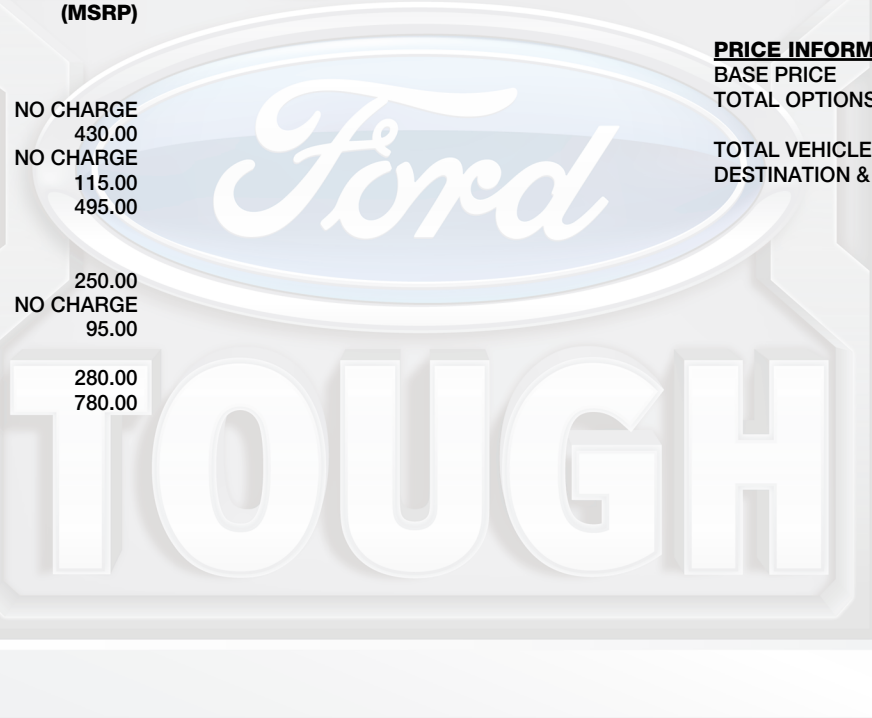 (MSRP)
NO CHARGE
430.00
NO CHARGE
115.00
495.00
250.00
NO CHARGE
95.00
280.00
780.00
PRICE INFORM
BASE PRICE
TOTAL OPTIONS
TOTAL VEHICLE
DESTINATION &
Ford
TOUGH